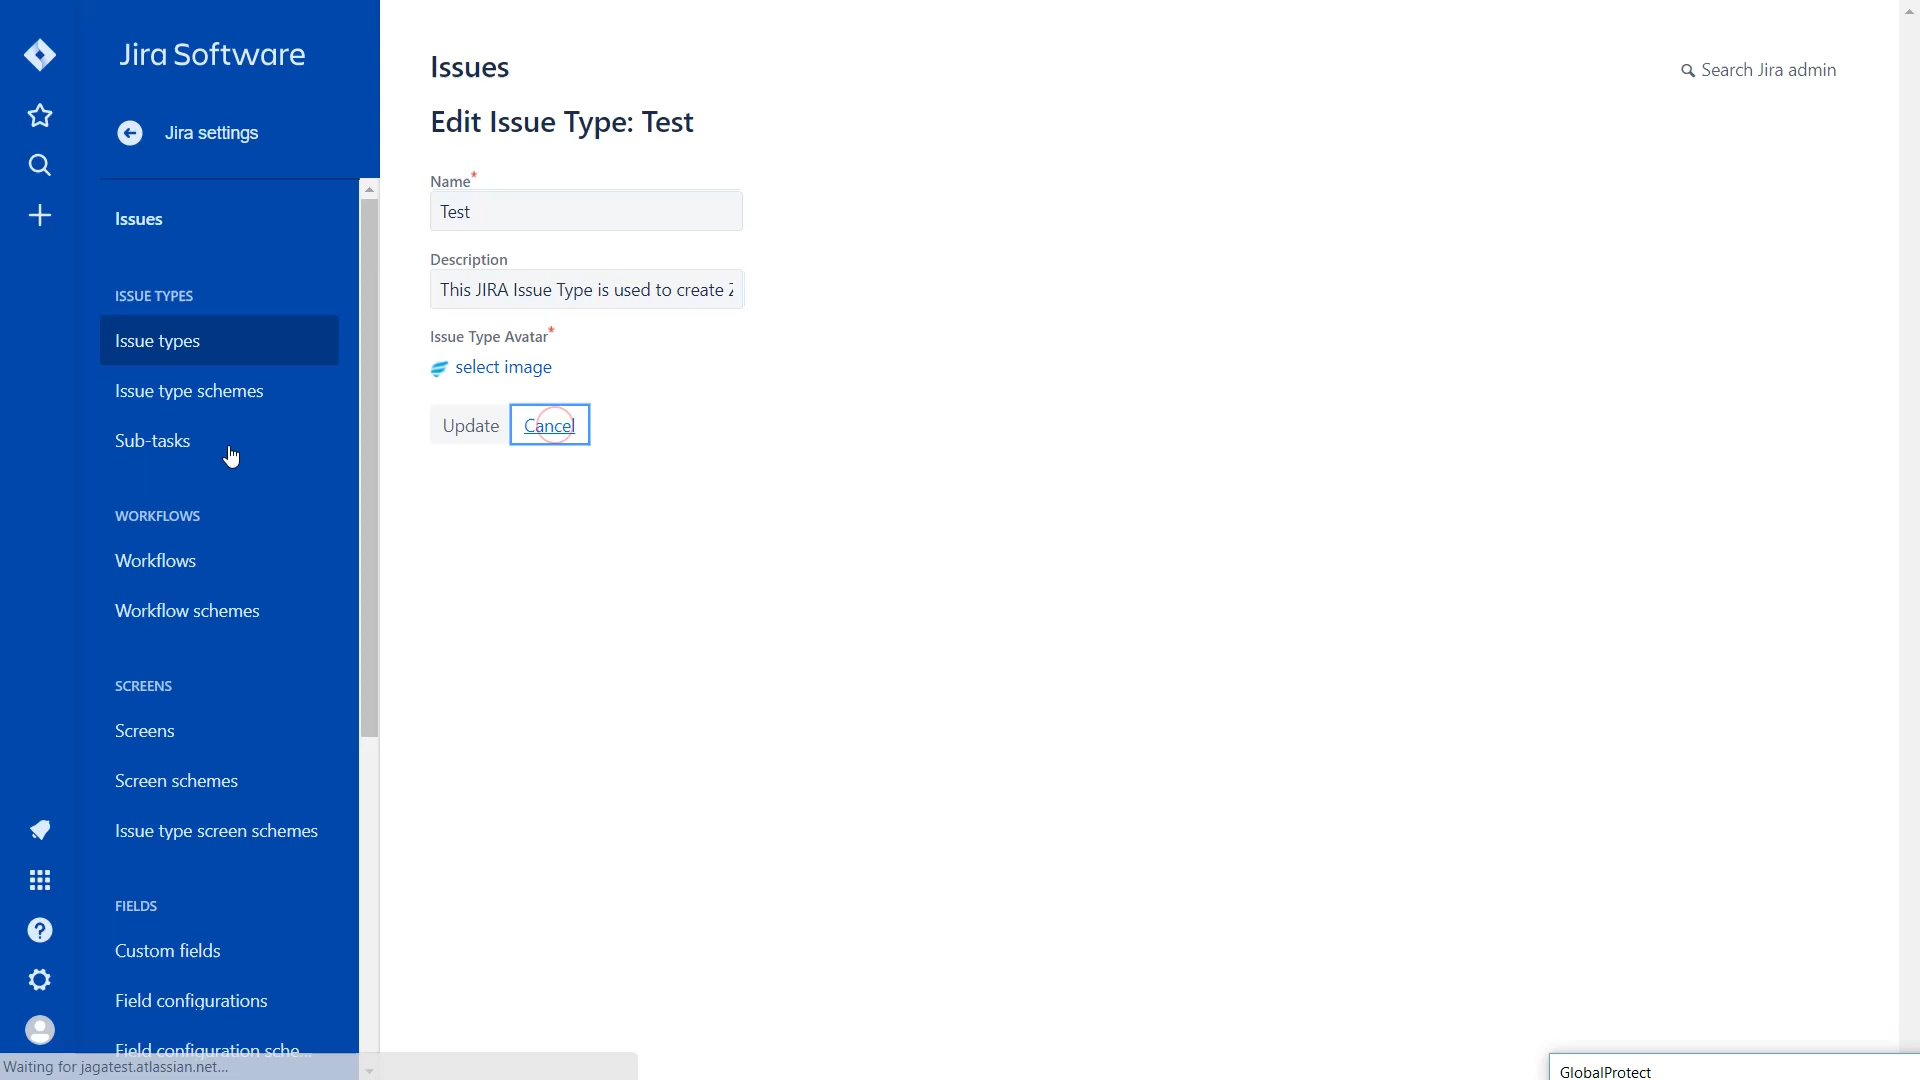 Jira Software
Jira settings
Issues
ISSUE TYPES
Issue types
Issue type schemes
Sub-tasks
WORKFLOWS
Workflows
Workflow schemes
SCREENS
Screens
Screen schemes
Issue type screen schemes
FIELDS
Custom fields
Field configurations
Field configuration sche...
Waiting for jagatest.atlassian.net...
Issues
Search Jira admin
Edit Issue Type: Test
Name*
Test
Description
This JIRA Issue Type is used to create
Issue Type Avatar*
select image
Update Cancel
GlobalProtect